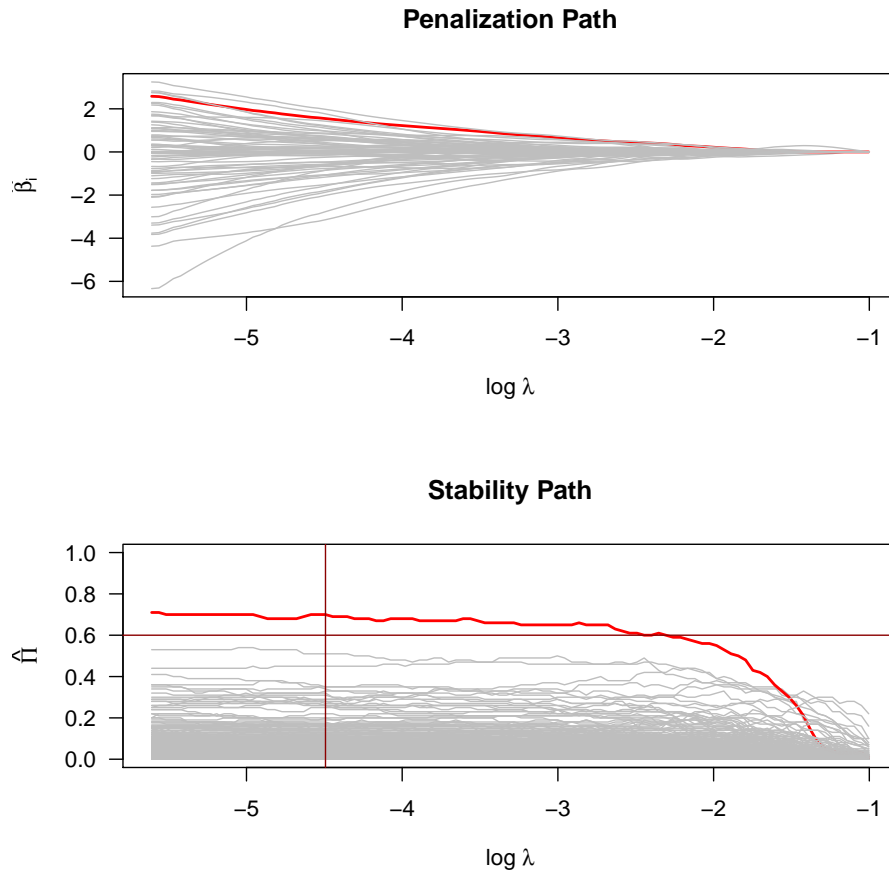 Penalization Path
2
0
−2
−4
−6
β̂i
−5 −4 −3 −2 −1
log λ
Stability Path
1.0
0.8
0.6
0.4
0.2
0.0
Π̂
−5 −4 −3 −2 −1
log λ